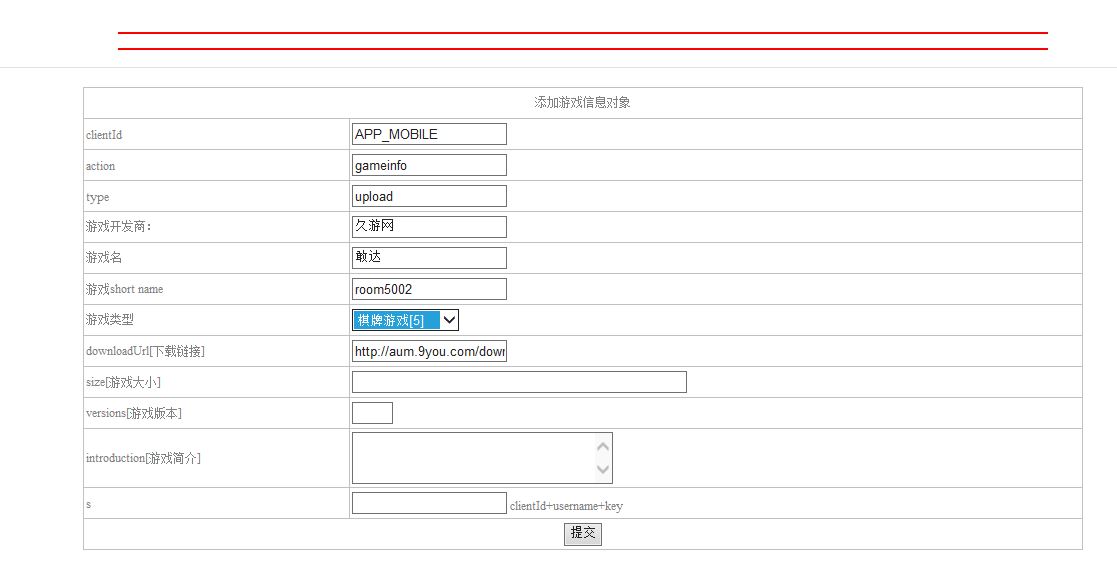 添加游戏信息对象
clientId APP_MOBILE
action gameinfo
type upload
游戏开发商： 久游网
游戏名 敢达
游戏short name room5002
游戏类型 棋牌游戏[5]
downloadUrl[下载链接] http://aum.9you.com/down
size[游戏大小]
versions[游戏版本]
introduction[游戏简介]
s clientId+username+key
提交